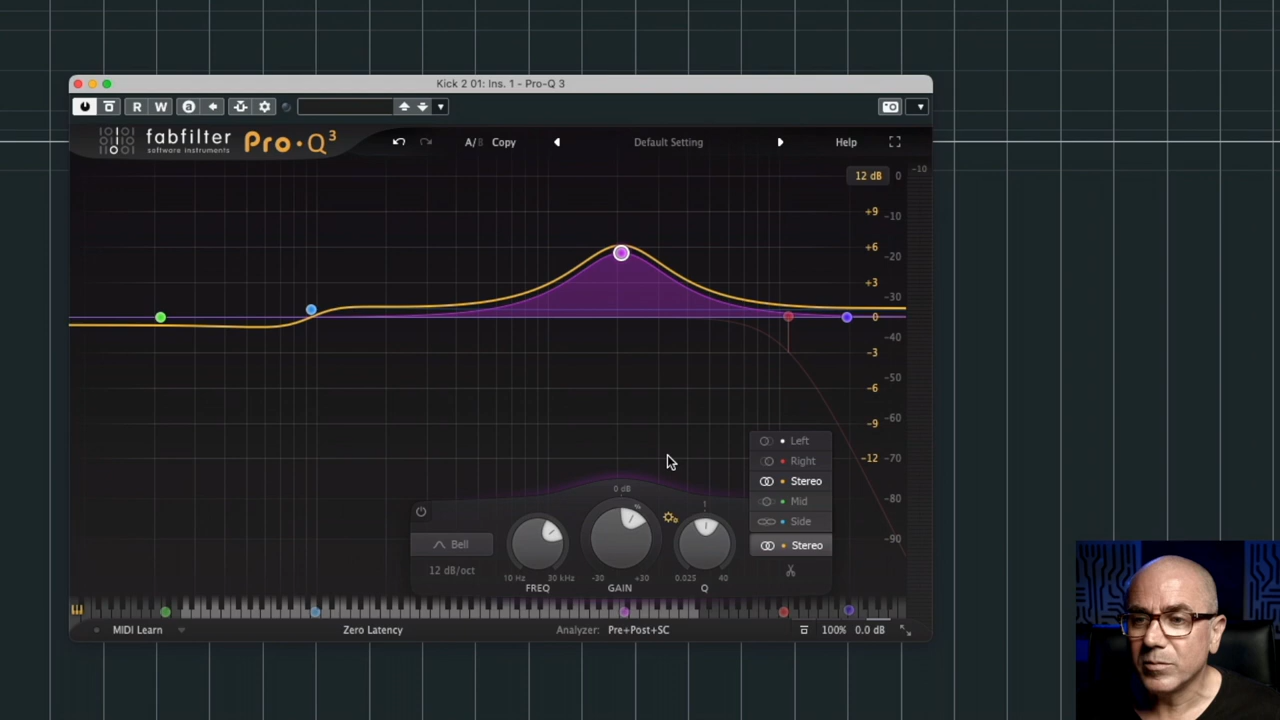 Kick 2 01: Ins. 1 - Pro-Q 3
R W a
fabfilter
software instruments
Pro·Q3
A/B Copy
Default Setting
Help
12 dB 0 -10
+9 -10
+6 -20
+3 -30
0 -40
-3 -50
-6 -60
-9 -70
-12 -80
-90
Left
Right
Stereo
Mid
Side
Stereo
0 dB
%
1
Bell
12 dB/oct
10 Hz 30 kHz
FREQ
-30 +30
GAIN
0.025 40
Q
MIDI Learn
Zero Latency
Analyzer: Pre+Post+SC
100% 0.0 dB